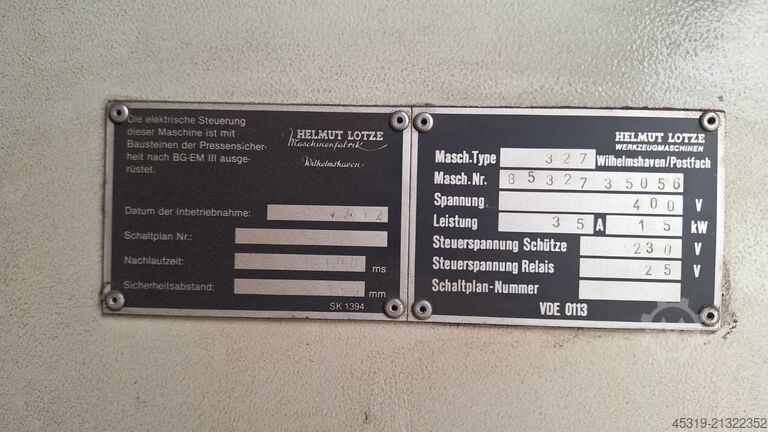 Die elektrische Steuerung
dieser Maschine ist mit
Bausteinen der Pressensicher-
heit nach BG-EM III ausge-
rüstet.
HELMUT LOTZE
Maschinenfabrik
Wilhelmshaven
Datum der Inbetriebnahme:
Schaltplan Nr.:
Nachlaufzeit: ms
Sicherheitsabstand: mm
SK 1394
HELMUT LOTZE
WERKZEUGMASCHINEN
Masch.Type 327 Wilhelmshaven/Postfach
Masch.Nr. 85327 35056
Spannung 400 V
Leistung 35 A 15 kW
Steuerspannung Schütze 230 V
Steuerspannung Relais 25 V
Schaltplan-Nummer
VDE 0113
45319-21322352